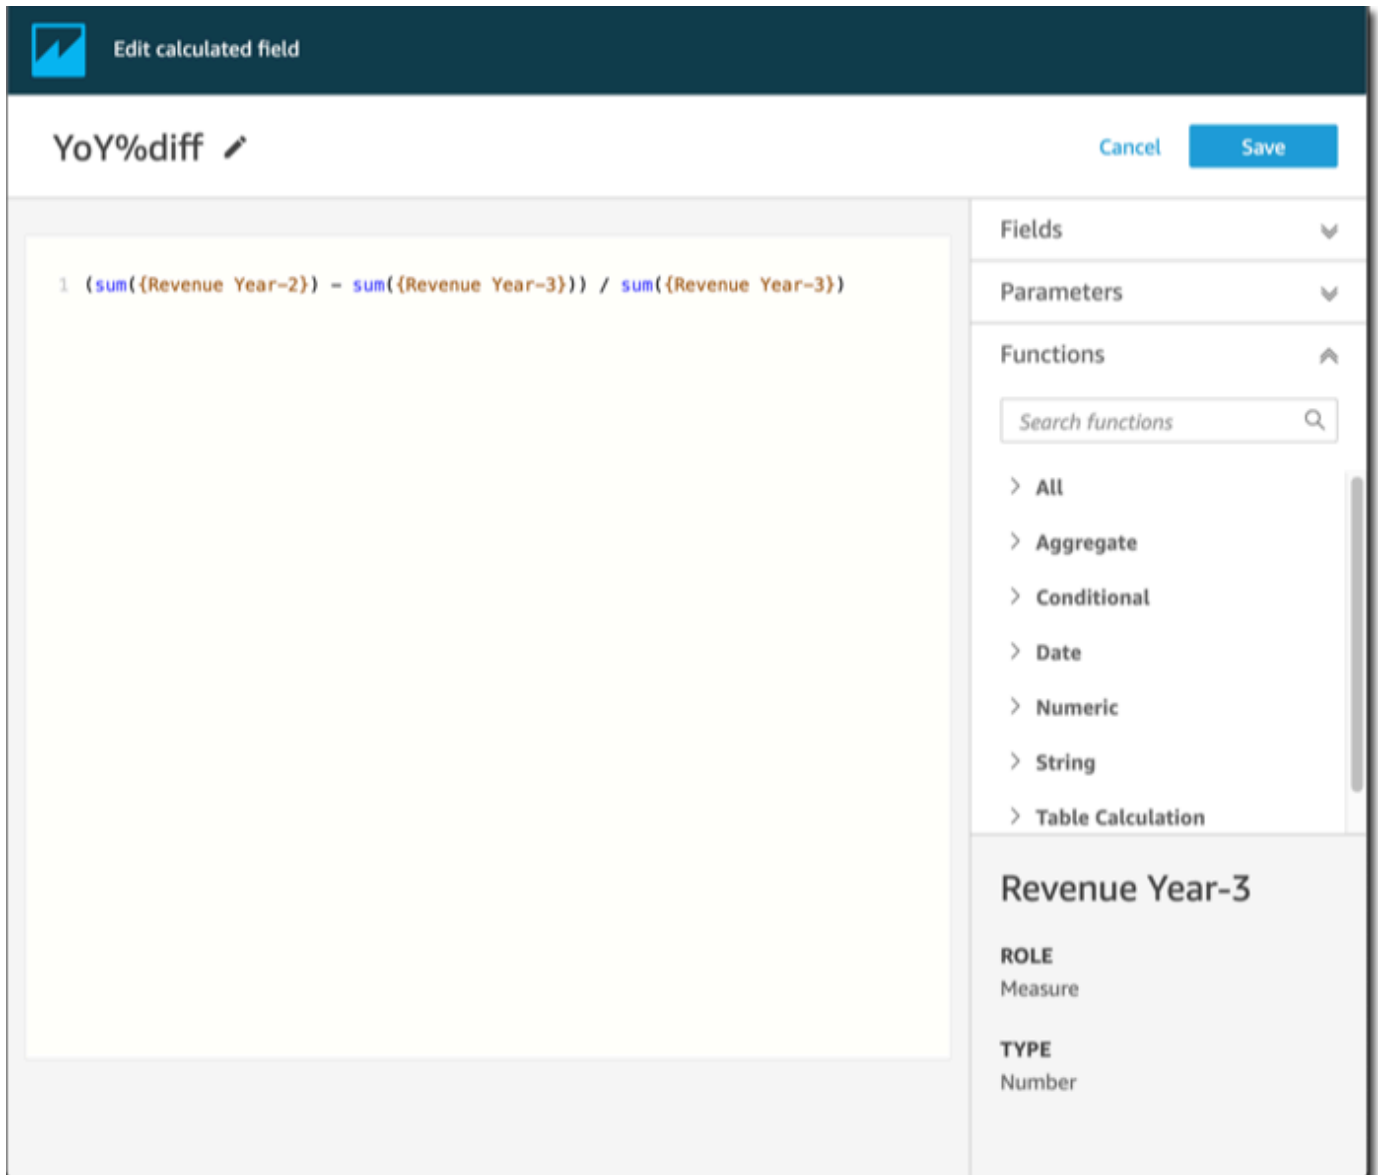 Edit calculated field
YoY%diff
Cancel
Save
1 (sum({Revenue Year-2}) - sum({Revenue Year-3})) / sum({Revenue Year-3})
Fields
Parameters
Functions
Search functions
All
Aggregate
Conditional
Date
Numeric
String
Table Calculation
Revenue Year-3
ROLE
Measure
TYPE
Number